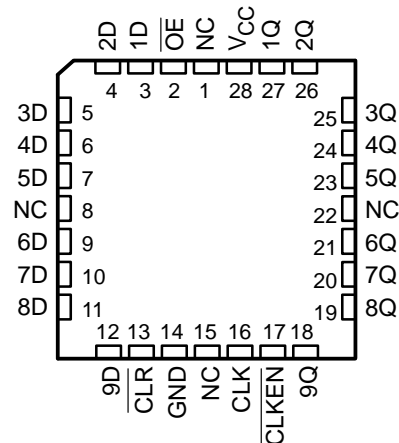 2D 1D OE NC VCC 1Q 2Q
4 3 2 1 28 27 26
3D 5 25 3Q
4D 6 24 4Q
5D 7 23 5Q
NC 8 22 NC
6D 9 21 6Q
7D 10 20 7Q
8D 11 19 8Q
12 13 14 15 16 17 18
9D CLR GND NC CLK CLKEN 9Q